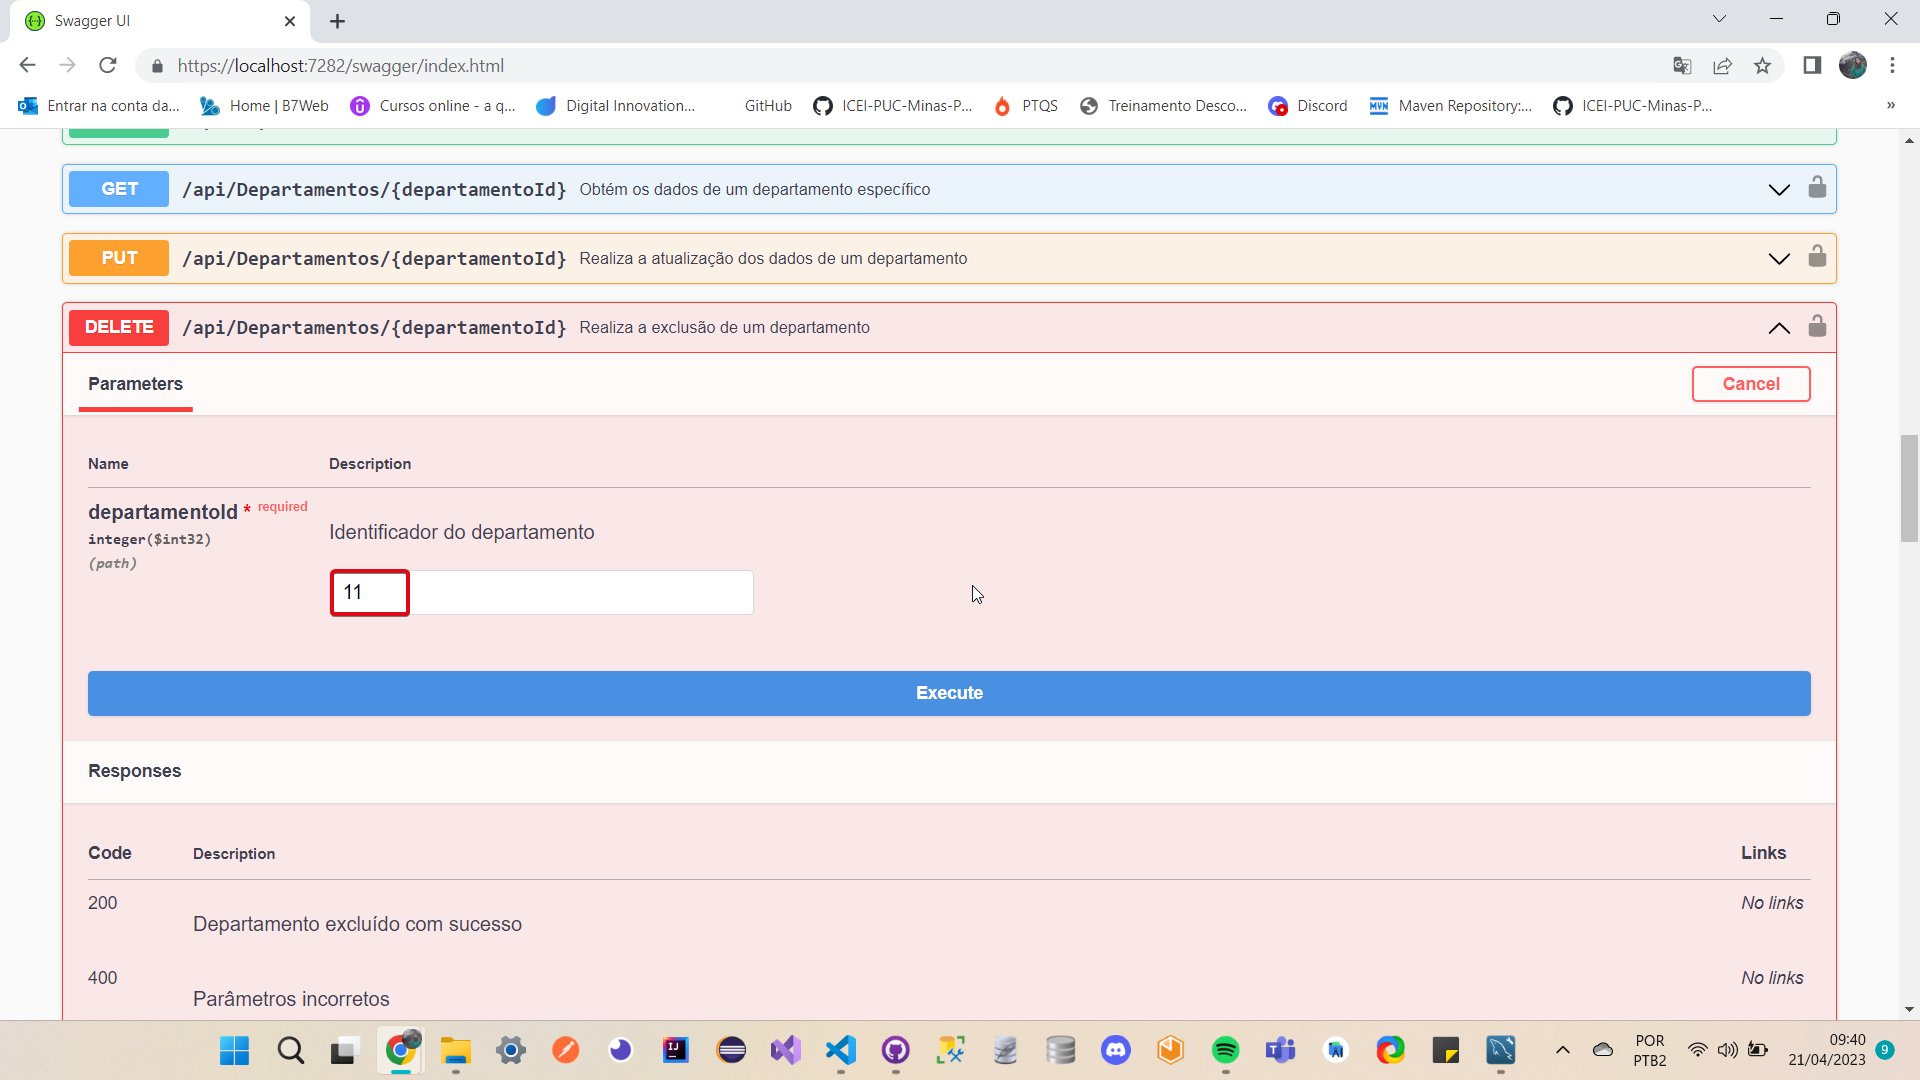 Swagger UI
https://localhost:7282/swagger/index.html
Entrar na conta da... Home | B7Web Cursos online - a q... Digital Innovation... GitHub ICEI-PUC-Minas-P... PTQS Treinamento Desco... Discord Maven Repository:... ICEI-PUC-Minas-P... »
GET /api/Departamentos/{departamentoId} Obtém os dados de um departamento específico
PUT /api/Departamentos/{departamentoId} Realiza a atualização dos dados de um departamento
DELETE /api/Departamentos/{departamentoId} Realiza a exclusão de um departamento
Parameters Cancel
Name Description
departamentoId * required
Identificador do departamento
integer($int32)
(path)
11
Execute
Responses
Code Description Links
200 No links
Departamento excluído com sucesso
400 No links
Parâmetros incorretos
POR 09:40
PTB2 21/04/2023 9